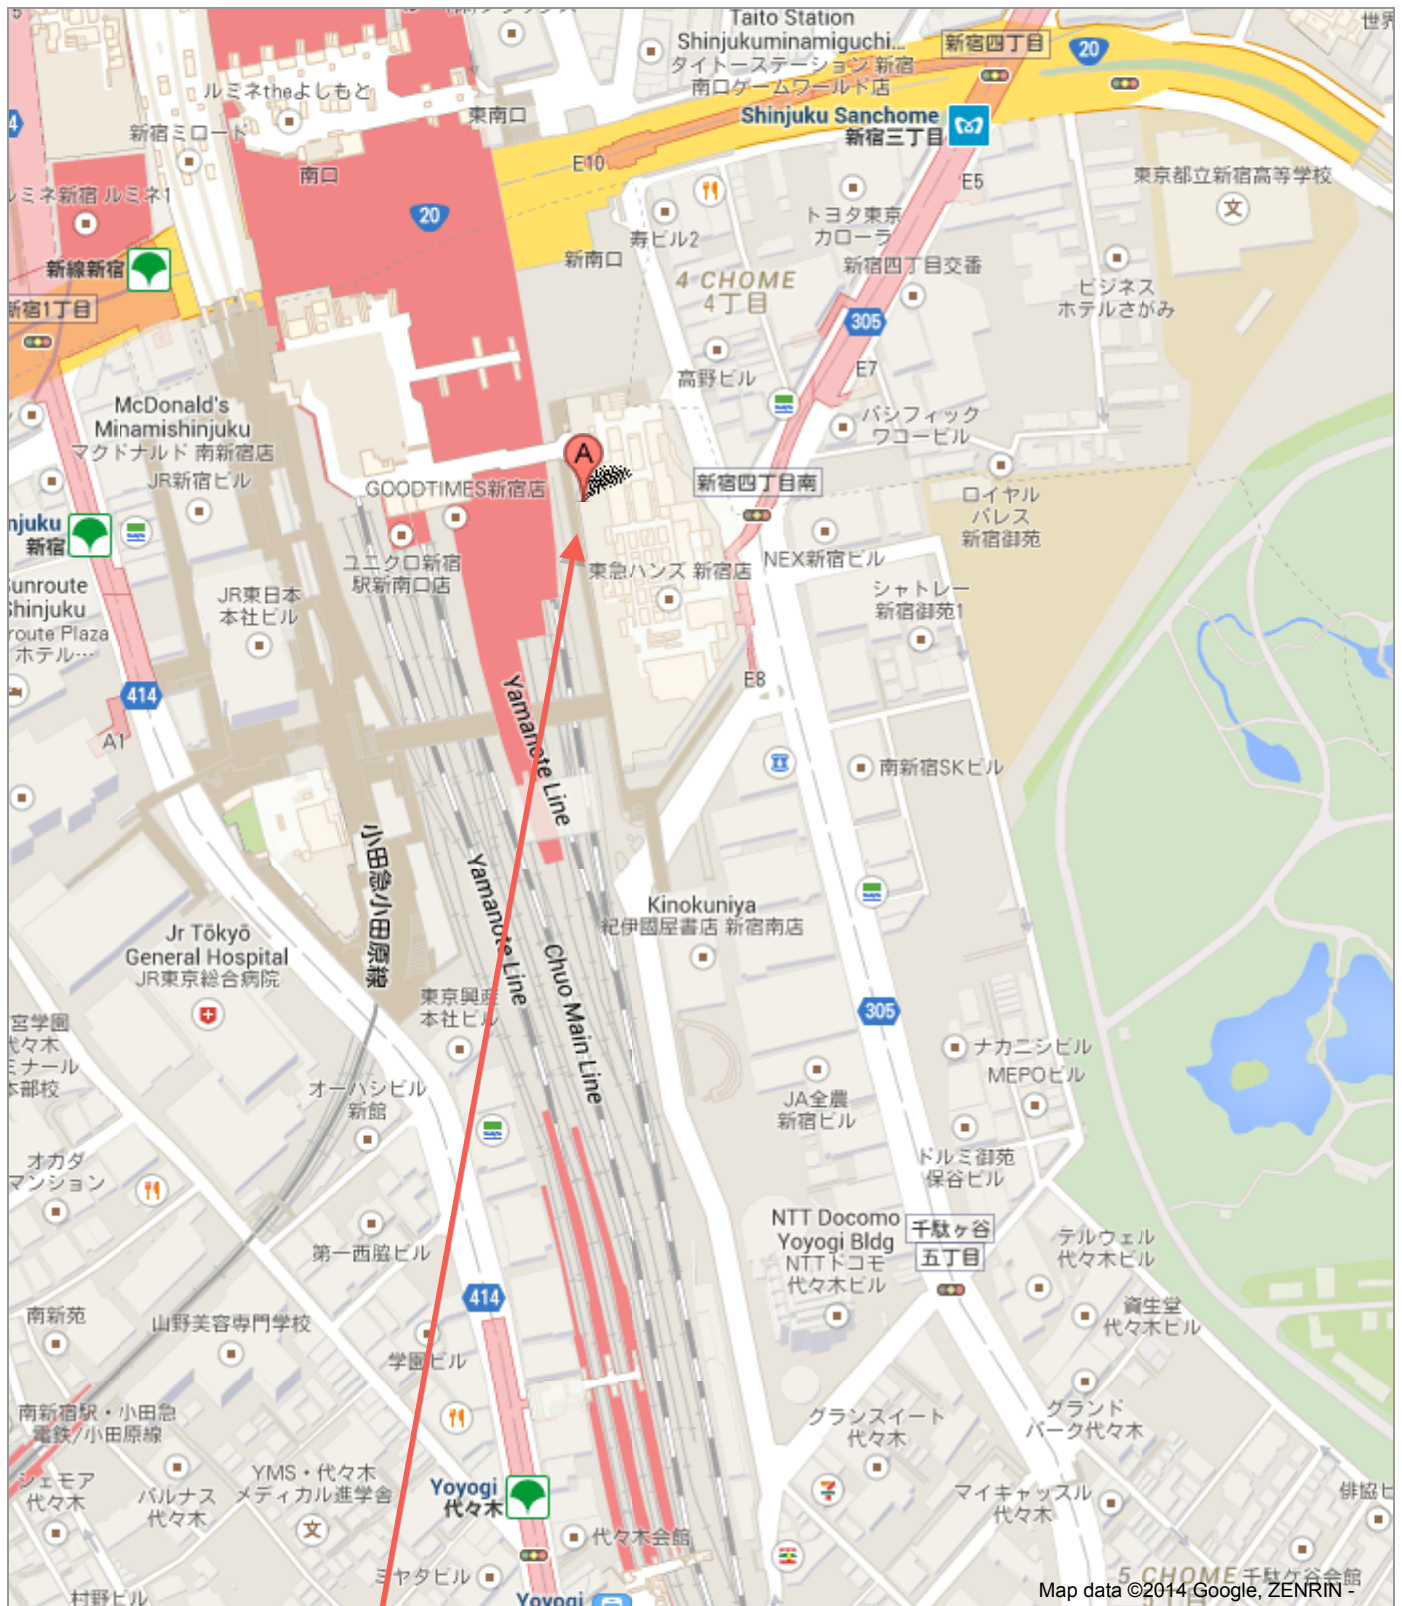 Taito Station
Shinjukuminamiguchi...
タイトーステーション 新宿
南口ゲームワールド店
新宿四丁目
20
世界
ルミネtheよしもと
東南口
新宿ミロード
Shinjuku Sanchome
新宿三丁目
E10
南口
E5
東京都立新宿高等学校
文
ルミネ新宿 ルミネ1
20
寿ビル2
トヨタ東京
カローラ
新線新宿
新南口
4 CHOME
4丁目
新宿四丁目交番
ビジネス
ホテルさがみ
新宿1丁目
305
高野ビル
E7
McDonald's
Minamishinjuku
マクドナルド 南新宿店
パシフィック
ワコービル
A
JR新宿ビル
GOODTIMES新宿店
新宿四丁目南
ロイヤル
パレス
新宿御苑
njuku
新宿
ユニクロ新宿
駅新南口店
東急ハンズ 新宿店
NEX新宿ビル
シャトレー
新宿御苑1
Sunroute
Shinjuku
route Plaza
ホテル…
JR東日本
本社ビル
414
A1
E8
Yamanote Line
南新宿SKビル
小田急小田原線
Yamanote Line
Kinokuniya
紀伊國屋書店 新宿南店
Jr Tōkyō
General Hospital
JR東京総合病院
Chuo Main Line
東京興産
本社ビル
305
宮学園
代々木
ミナール
本部校
ナカニシビル
MEPOビル
オーハシビル
新館
JA全農
新宿ビル
オカダ
マンション
ドルミ御苑
保谷ビル
NTT Docomo
Yoyogi Bldg
NTTドコモ
代々木ビル
千駄ヶ谷
五丁目
テルウェル
代々木ビル
第一西脇ビル
414
南新苑
山野美容専門学校
学園ビル
資生堂
代々木ビル
南新宿駅・小田急
電鉄/小田原線
グランスイート
代々木
グランド
パーク代々木
シェモア
代々木
バルナス
代々木
YMS・代々木
メディカル進学舎
文
Yoyogi
代々木
7
マイキャッスル
代々木
俳協ビ
代々木会館
ミヤタビル
5 CHOME
千駄ケ谷会館
村野ビル
Yoyogi
Map data ©2014 Google, ZENRIN -